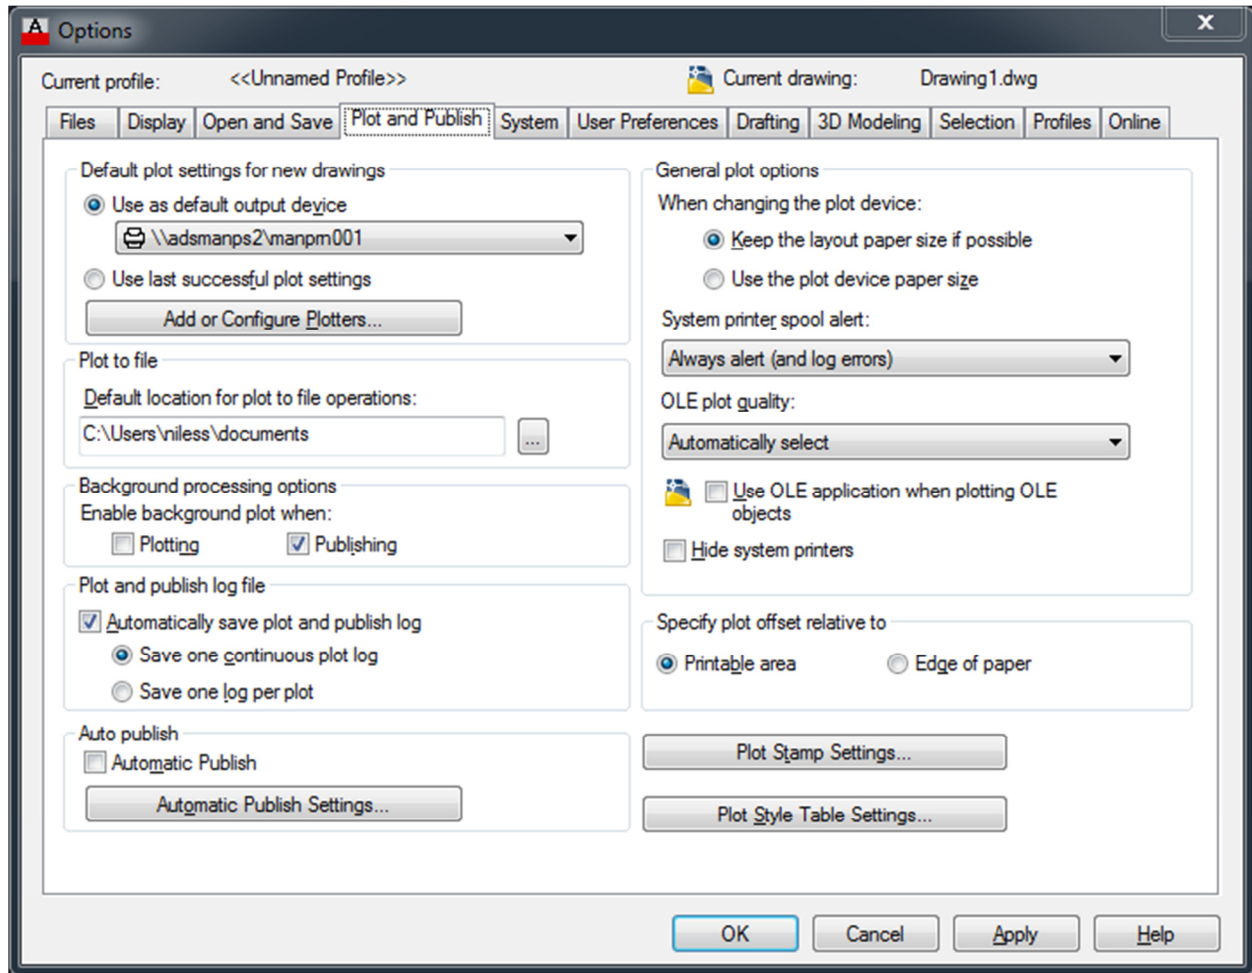 A Options x
Current profile: <<Unnamed Profile>> Current drawing: Drawing1.dwg
Files Display Open and Save Plot and Publish System User Preferences Drafting 3D Modeling Selection Profiles Online
Default plot settings for new drawings
Use as default output device
\\adsmanps2\manprn001
Use last successful plot settings
Add or Configure Plotters...
Plot to file
Default location for plot to file operations:
C:\Users\niless\documents
...
Background processing options
Enable background plot when:
Plotting Publishing
Plot and publish log file
Automatically save plot and publish log
Save one continuous plot log
Save one log per plot
Auto publish
Automatic Publish
Automatic Publish Settings...
General plot options
When changing the plot device:
Keep the layout paper size if possible
Use the plot device paper size
System printer spool alert:
Always alert (and log errors)
OLE plot quality:
Automatically select
Use OLE application when plotting OLE
objects
Hide system printers
Specify plot offset relative to
Printable area Edge of paper
Plot Stamp Settings...
Plot Style Table Settings...
OK Cancel Apply Help